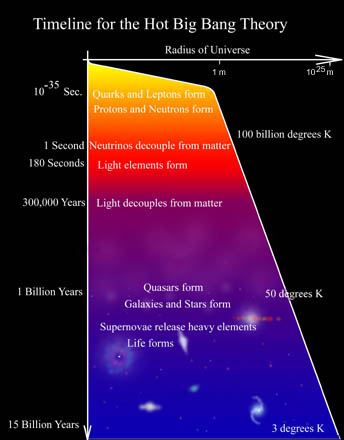 Timeline for the Hot Big Bang Theory
Radius of Universe
1 m
10²⁵ m
10⁻³⁵ Sec.
Quarks and Leptons form
Protons and Neutrons form
100 billion degrees K
1 Second
Neutrinos decouple from matter
180 Seconds
Light elements form
300,000 Years
Light decouples from matter
Quasars form
1 Billion Years
50 degrees K
Galaxies and Stars form
Supernovae release heavy elements
Life forms
15 Billion Years
3 degrees K